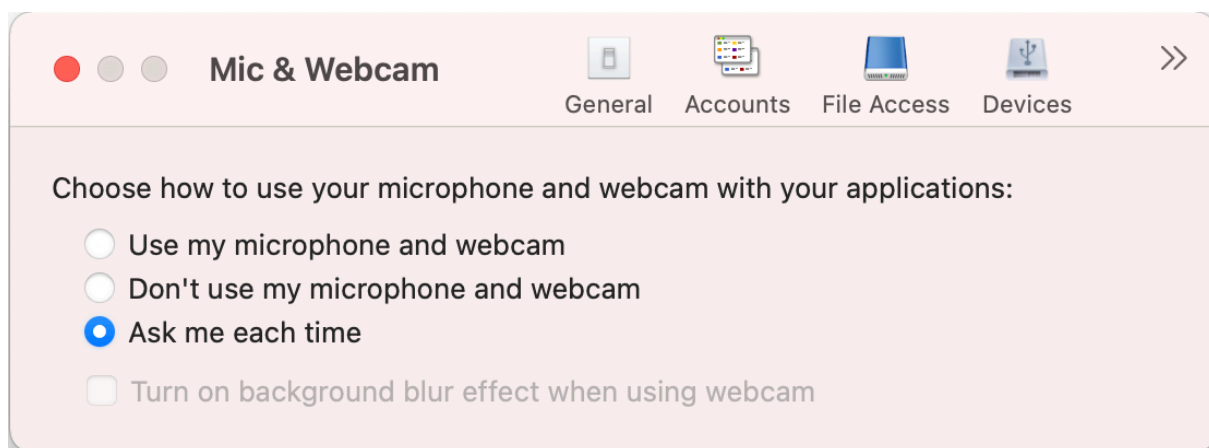 Mic & Webcam
General
Accounts
File Access
Devices
Choose how to use your microphone and webcam with your applications:
Use my microphone and webcam
Don't use my microphone and webcam
Ask me each time
Turn on background blur effect when using webcam